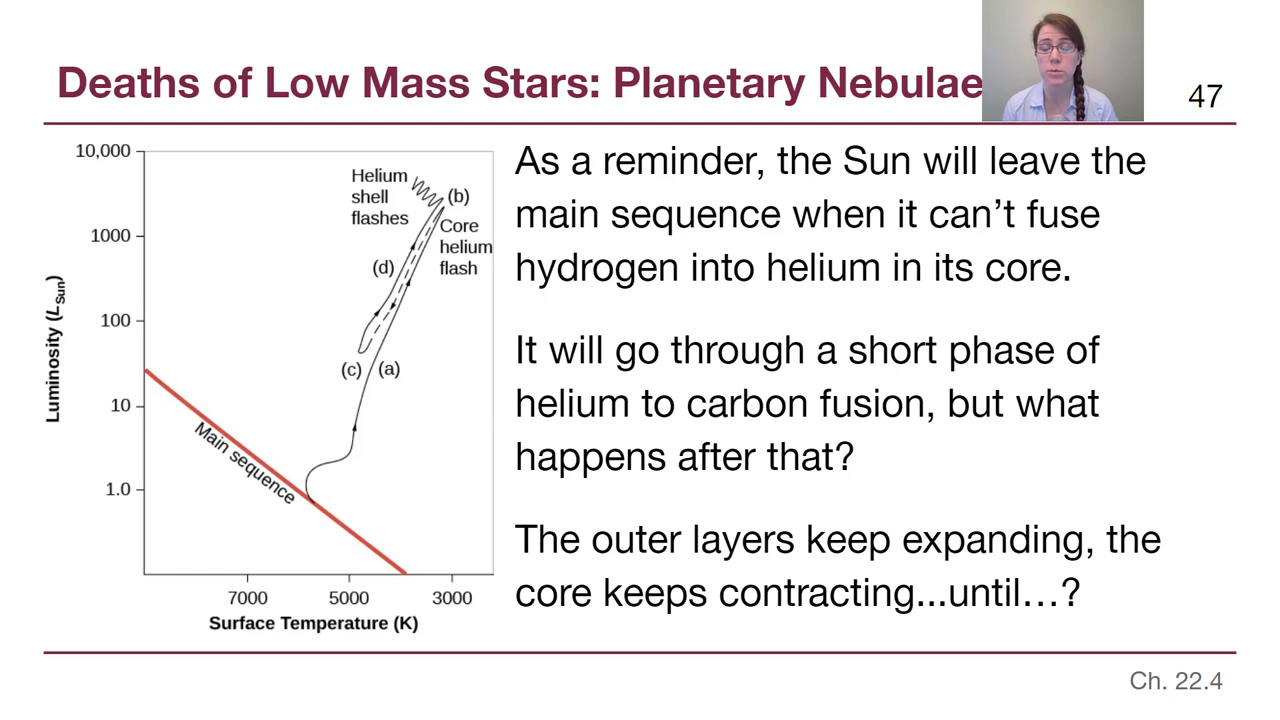 Deaths of Low Mass Stars: Planetary Nebulae
47
10,000
1000
100
10
1.0
Luminosity (LSun)
Helium
shell
flashes
(b)
Core
helium
flash
(d)
(c)
(a)
Main sequence
7000
5000
3000
Surface Temperature (K)
As a reminder, the Sun will leave the
main sequence when it can’t fuse
hydrogen into helium in its core.
It will go through a short phase of
helium to carbon fusion, but what
happens after that?
The outer layers keep expanding, the
core keeps contracting...until…?
Ch. 22.4